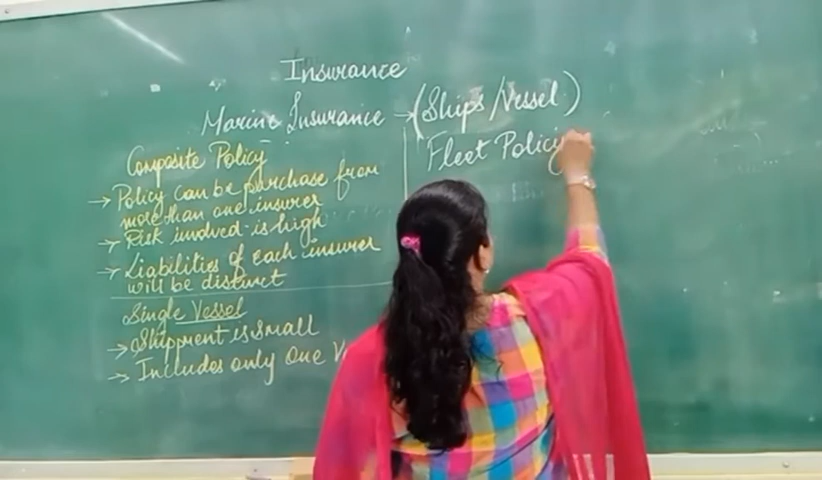 Insurance
Marine Insurance → (Ships/Vessel)
Composite Policy
→ Policy can be purchase from
more than one insurer
→ Risk involved is high
→ Liabilities of each insurer
will be distinct
Single Vessel
→ Shippment is small
→ Includes only one
Fleet Policy